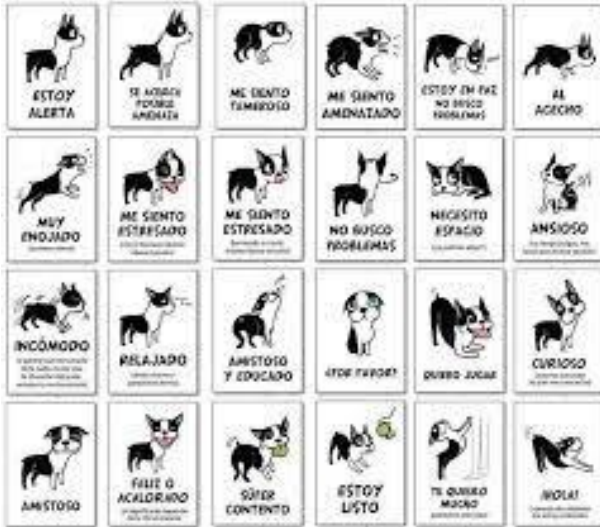 ESTOY
ALERTA
SE ACERCA
POSIBLE
AMENAZA
ME SIENTO
TEMEROSO
ME SIENTO
AMENAZADO
ESTOY EN PAZ
NO BUSCO
PROBLEMAS
AL
ACECHO
MUY
ENOJADO
ME SIENTO
ESTRESADO
ME SIENTO
ESTRESADO
NO BUSCO
PROBLEMAS
NECESITO
ESPACIO
ANSIOSO
INCÓMODO
RELAJADO
AMISTOSO
Y EDUCADO
¿POR FAVOR?
QUIERO JUGAR
CURIOSO
AMISTOSO
FELIZ O
ACALORADO
SÚPER
CONTENTO
ESTOY
LISTO
TE QUIERO
MUCHO
¡HOLA!